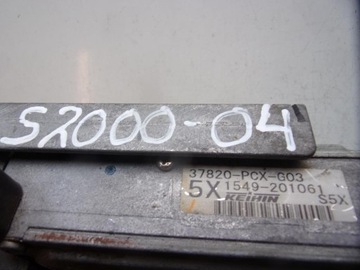 S2000-04
37820-PCX-G03
5X 1549-201061
KEIHIN S5X